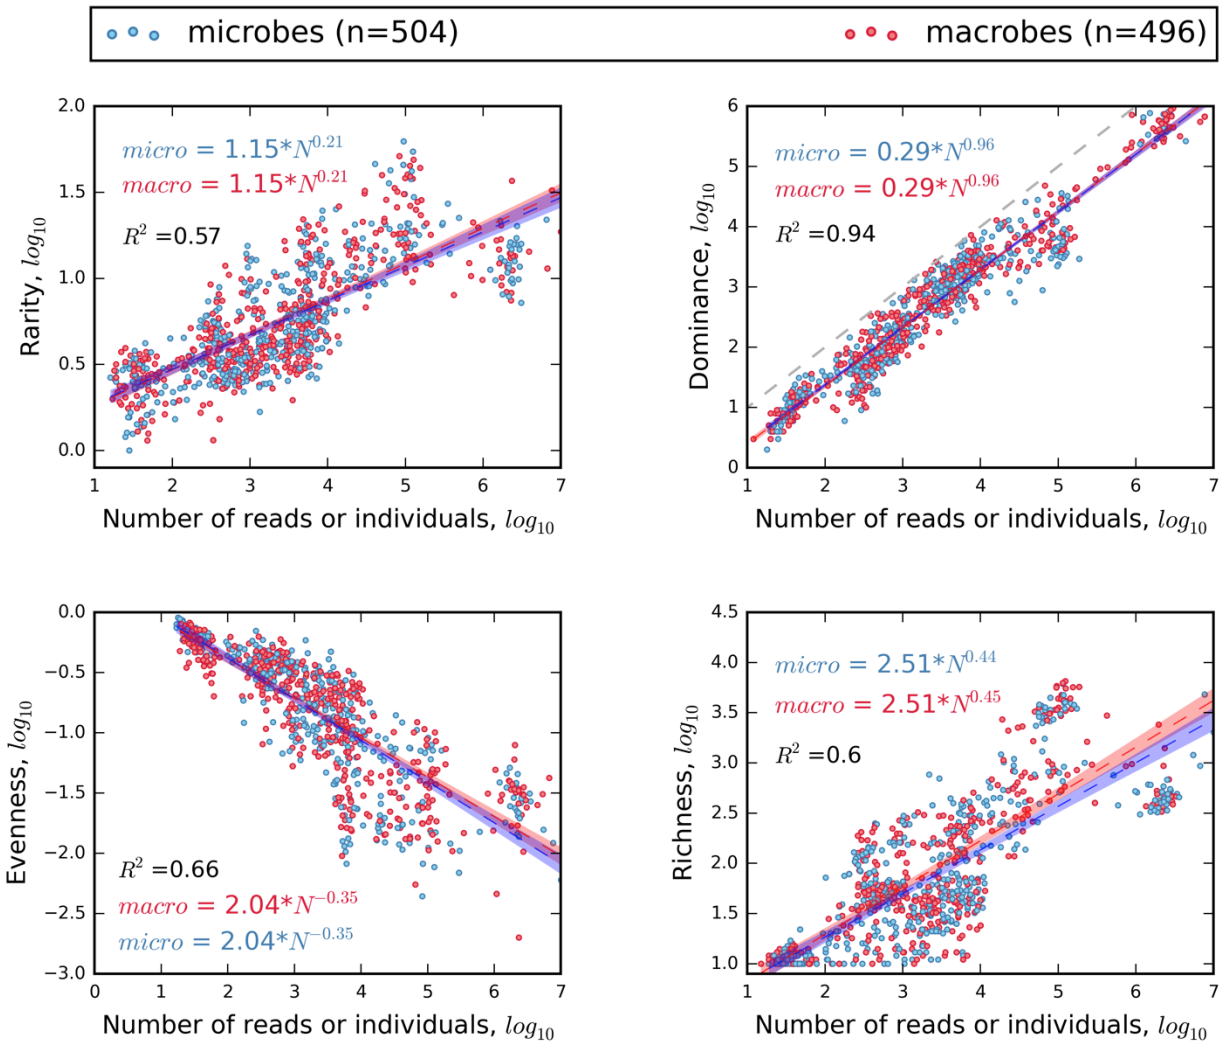 microbes (n=504) macrobes (n=496)
2.0
1.5
1.0
0.5
0.0
Rarity, log10
micro = 1.15*N^0.21
macro = 1.15*N^0.21
R² =0.57
1 2 3 4 5 6 7
Number of reads or individuals, log10
6
5
4
3
2
1
0
Dominance, log10
micro = 0.29*N^0.96
macro = 0.29*N^0.96
R² =0.94
1 2 3 4 5 6 7
Number of reads or individuals, log10
0.0
−0.5
−1.0
−1.5
−2.0
−2.5
−3.0
Evenness, log10
R² =0.66
macro = 2.04*N^−0.35
micro = 2.04*N^−0.35
0 1 2 3 4 5 6 7
Number of reads or individuals, log10
4.5
4.0
3.5
3.0
2.5
2.0
1.5
1.0
Richness, log10
micro = 2.51*N^0.44
macro = 2.51*N^0.45
R² =0.6
1 2 3 4 5 6 7
Number of reads or individuals, log10